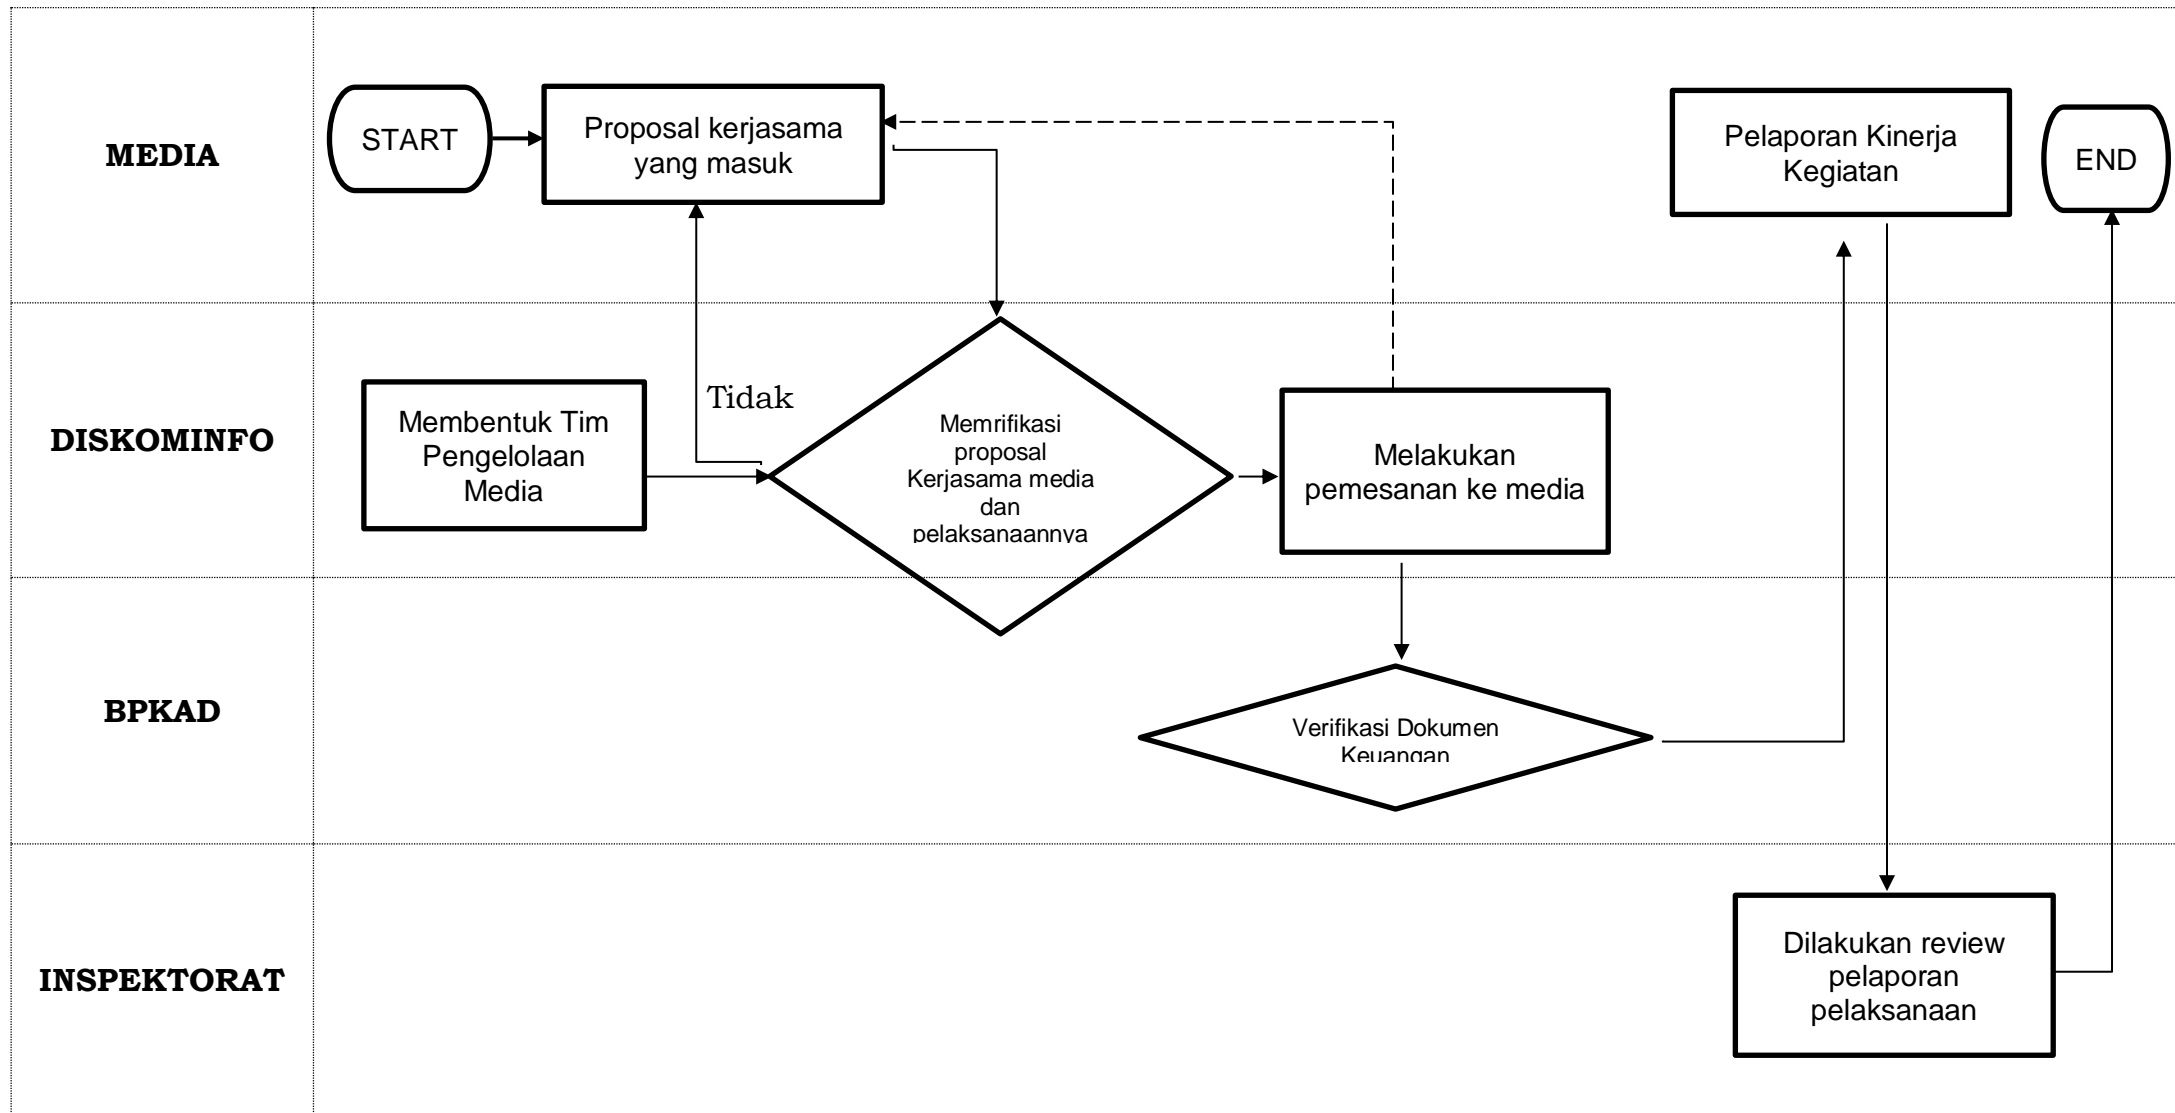 MEDIA
START
Proposal kerjasama
yang masuk
Pelaporan Kinerja
Kegiatan
END
DISKOMINFO
Membentuk Tim
Pengelolaan
Media
Tidak
Memrifikasi
proposal
Kerjasama media
dan
pelaksanaannya
Melakukan
pemesanan ke media
BPKAD
Verifikasi Dokumen
Keuangan
INSPEKTORAT
Dilakukan review
pelaporan
pelaksanaan